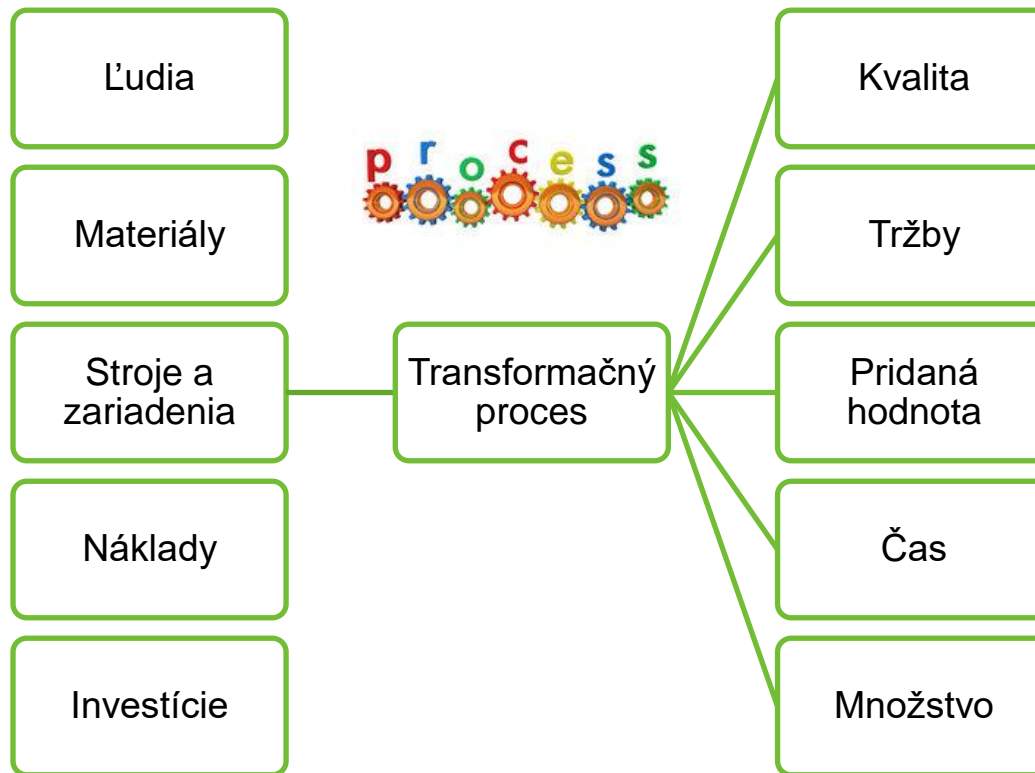 Ľudia
Materiály
Stroje a
zariadenia
Náklady
Investície
process
Transformačný
proces
Kvalita
Tržby
Pridaná
hodnota
Čas
Množstvo